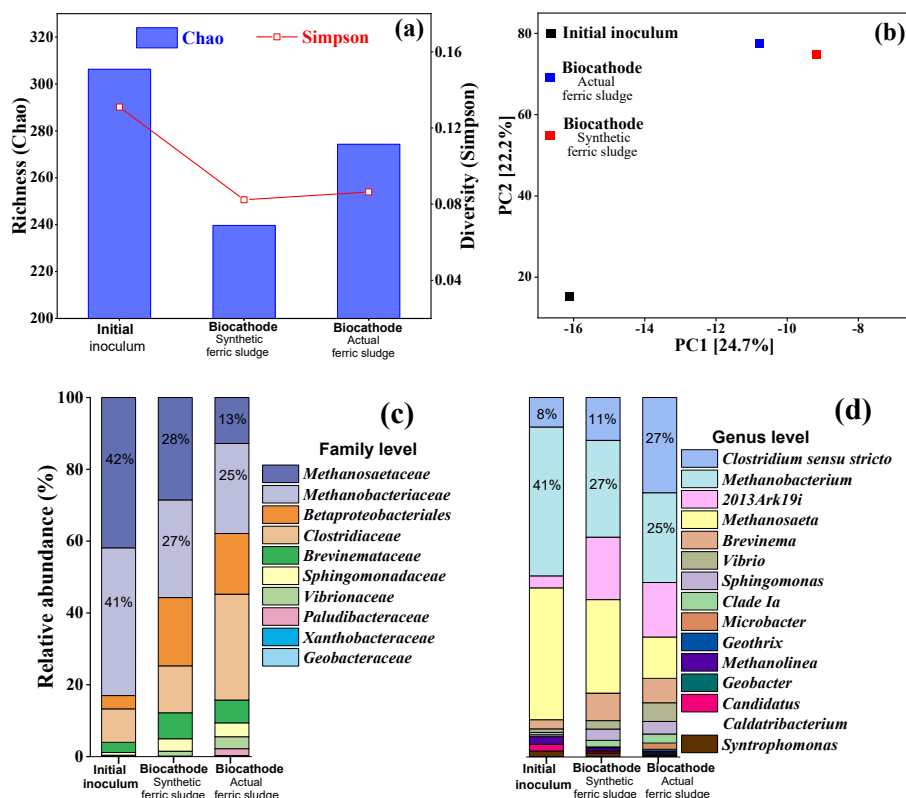 (a)
Chao
Simpson
Richness (Chao)
320
300
280
260
240
220
200
Diversity (Simpson)
0.16
0.12
0.08
0.04
Initial
inoculum
Biocathode
Synthetic
ferric sludge
Biocathode
Actual
ferric sludge
(b)
Initial inoculum
Biocathode
Actual
ferric sludge
Biocathode
Synthetic
ferric sludge
PC2 [22.2%]
80
60
40
20
-16
-14
-12
-10
-8
PC1 [24.7%]
(c)
Relative abundance (%)
100
80
60
40
20
0
42%
41%
28%
27%
13%
25%
Family level
Methanosaetaceae
Methanobacteriaceae
Betaproteobacteriales
Clostridiaceae
Brevinemataceae
Sphingomonadaceae
Vibrionaceae
Paludibacteraceae
Xanthobacteraceae
Geobacteraceae
Initial
inoculum
Biocathode
Synthetic
ferric sludge
Biocathode
Actual
ferric sludge
(d)
8%
41%
11%
27%
27%
25%
Genus level
Clostridium sensu stricto
Methanobacterium
2013Ark19i
Methanosaeta
Brevinema
Vibrio
Sphingomonas
Clade Ia
Microbacter
Geothrix
Methanolinea
Geobacter
Candidatus
Caldatribacterium
Syntrophomonas
Initial
inoculum
Biocathode
Synthetic
ferric sludge
Biocathode
Actual
ferric sludge